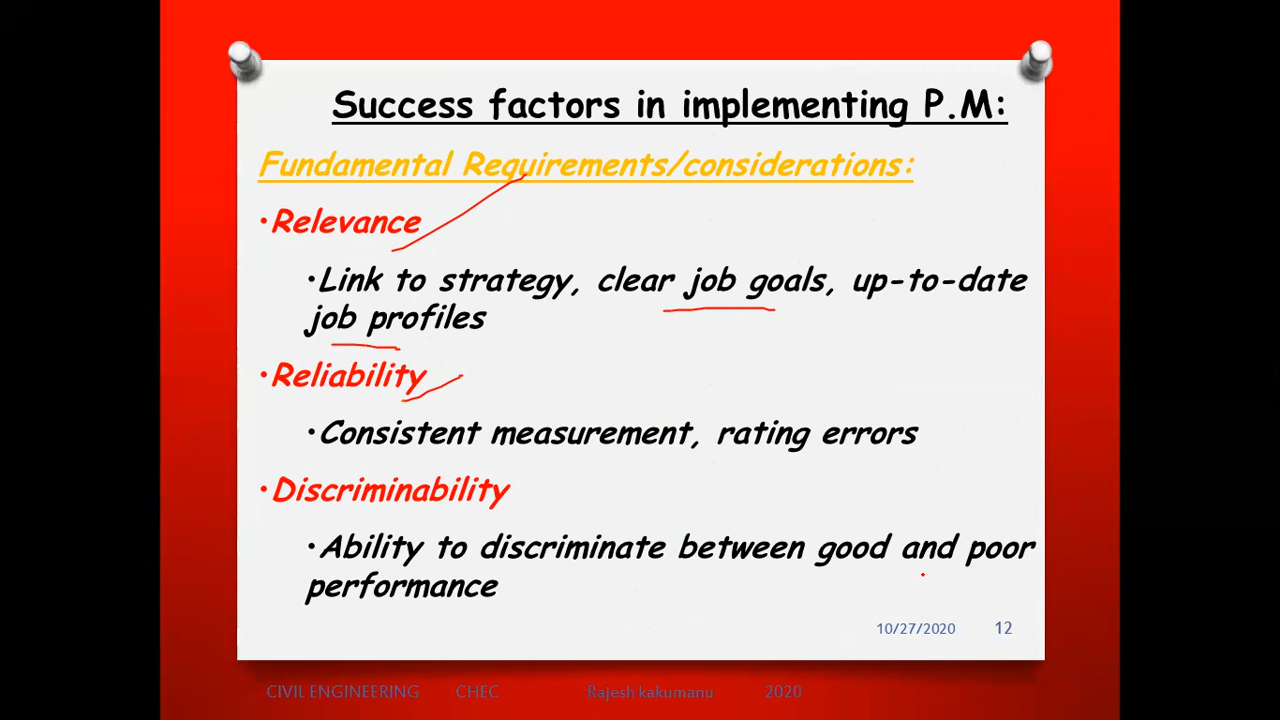 Success factors in implementing P.M:
Fundamental Requirements/considerations:
•Relevance
•Link to strategy, clear job goals, up-to-date
job profiles
•Reliability
•Consistent measurement, rating errors
•Discriminability
•Ability to discriminate between good and poor
performance
10/27/2020 12
CIVIL ENGINEERING CHEC Rajesh kakumanu 2020